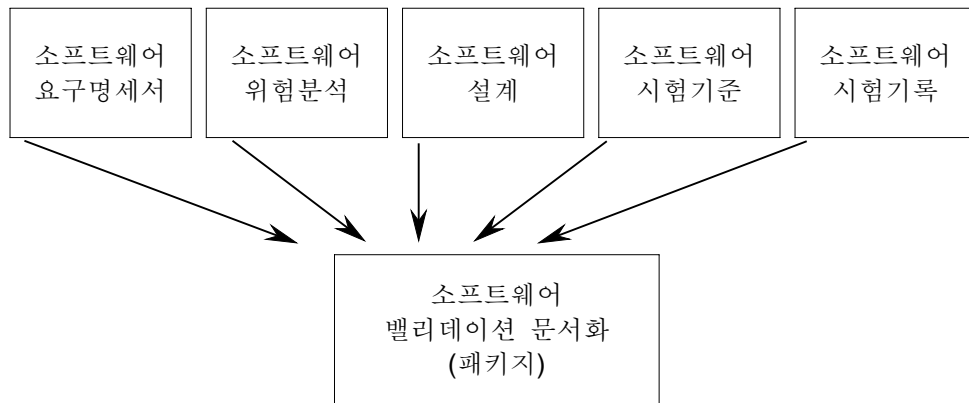 소프트웨어
요구명세서
소프트웨어
위험분석
소프트웨어
설계
소프트웨어
시험기준
소프트웨어
시험기록
소프트웨어
밸리데이션 문서화
(패키지)